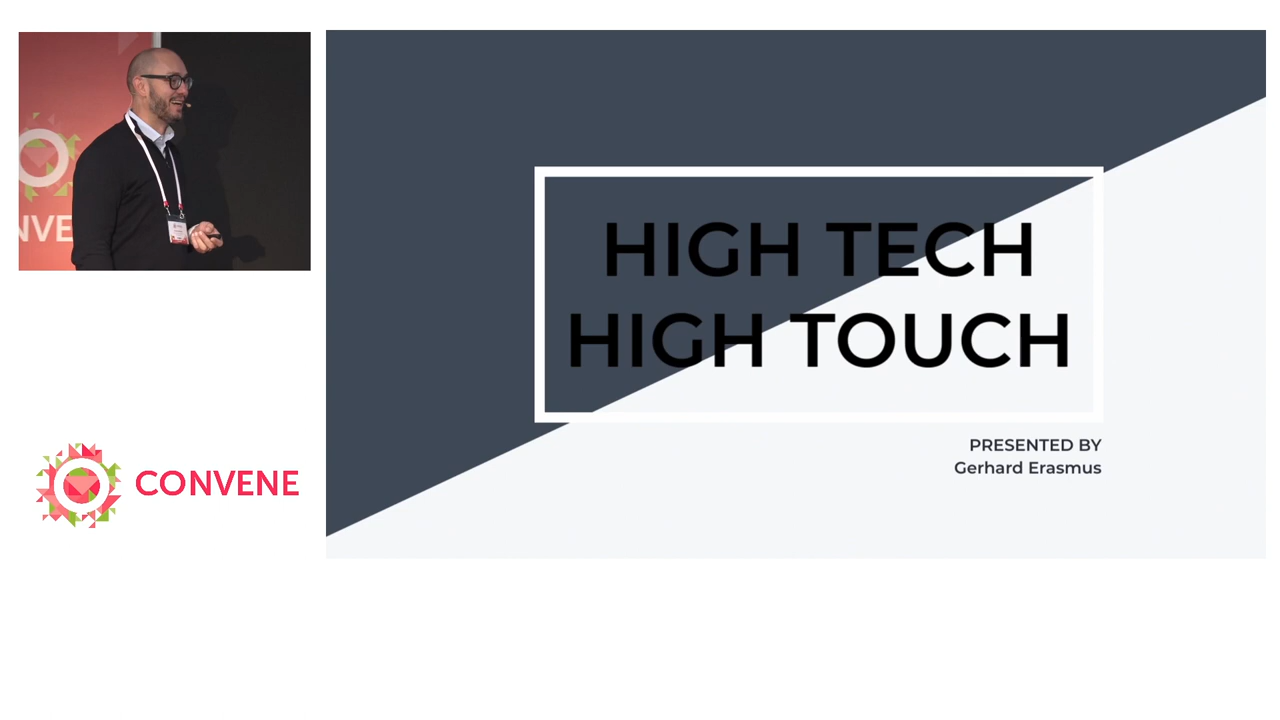 NVE
CONVENE
HIGH TECH
HIGH TOUCH
PRESENTED BY
Gerhard Erasmus